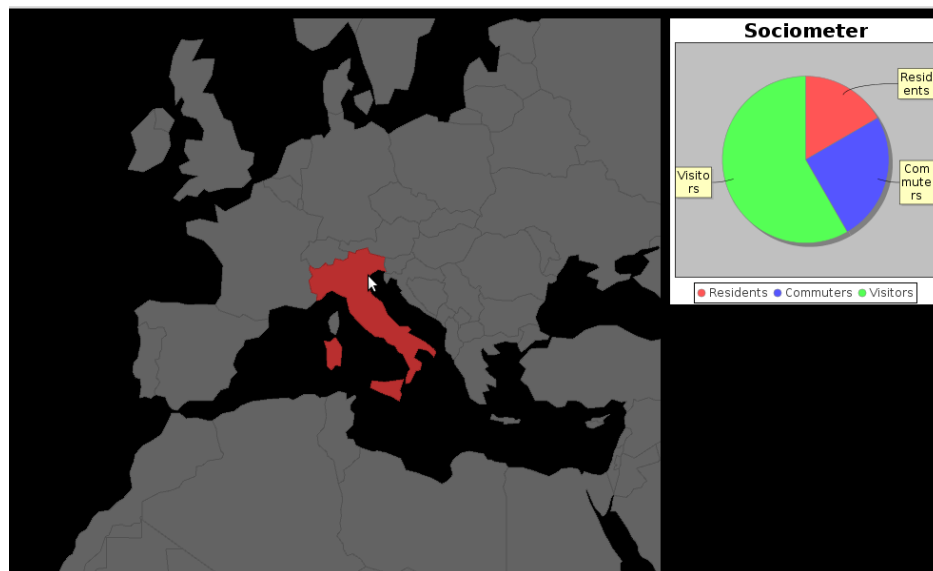 Sociometer
Resid
ents
Visito
rs
Com
mute
rs
Residents Commuters Visitors